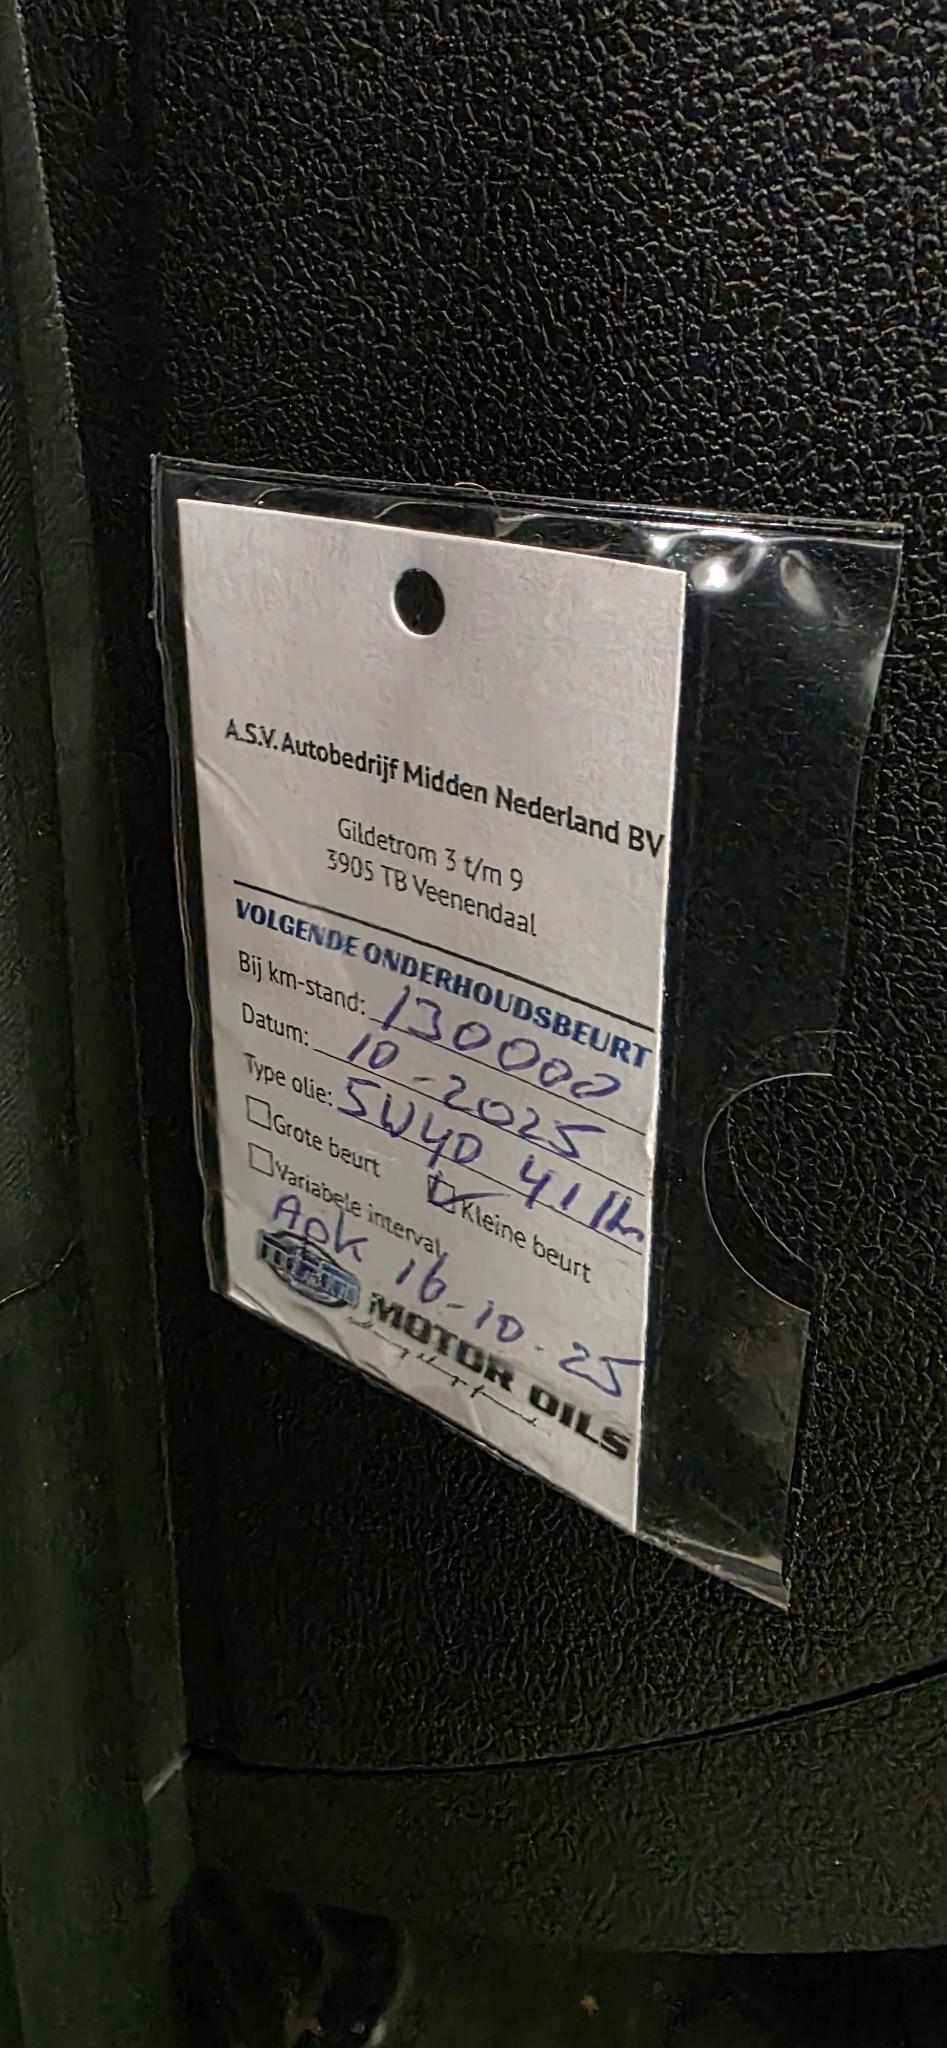 A.S.V. Autobedrijf Midden Nederland BV
Gildetrom 3 t/m 9
3905 TB Veenendaal
VOLGENDE ONDERHOUDSBEURT
Bij km-stand: 130000
Datum: 10-2025
Type olie: 5W40 4,1 ltr
Grote beurt Kleine beurt
Variabele interval
Apk 16-10-25
MOTOR OILS